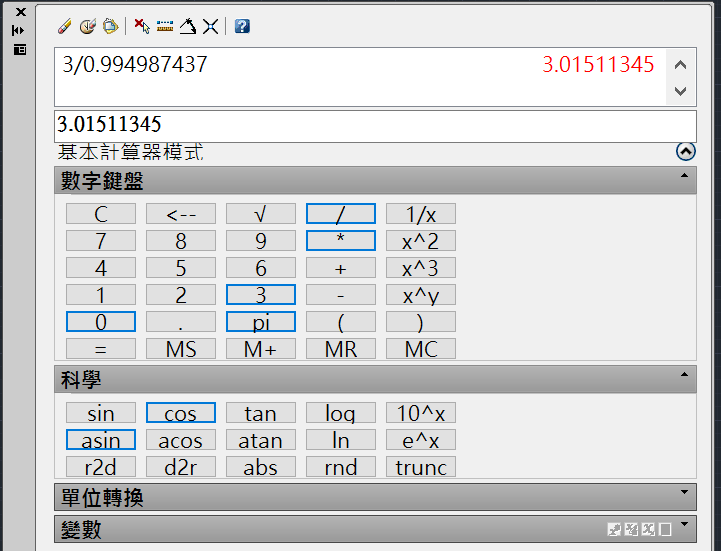 3/0.994987437 3.01511345
3.01511345
基本計算器模式
數字鍵盤
C <-- √ / 1/x
7 8 9 * x^2
4 5 6 + x^3
1 2 3 - x^y
0 . pi ( )
= MS M+ MR MC
科學
sin cos tan log 10^x
asin acos atan ln e^x
r2d d2r abs rnd trunc
單位轉換
變數